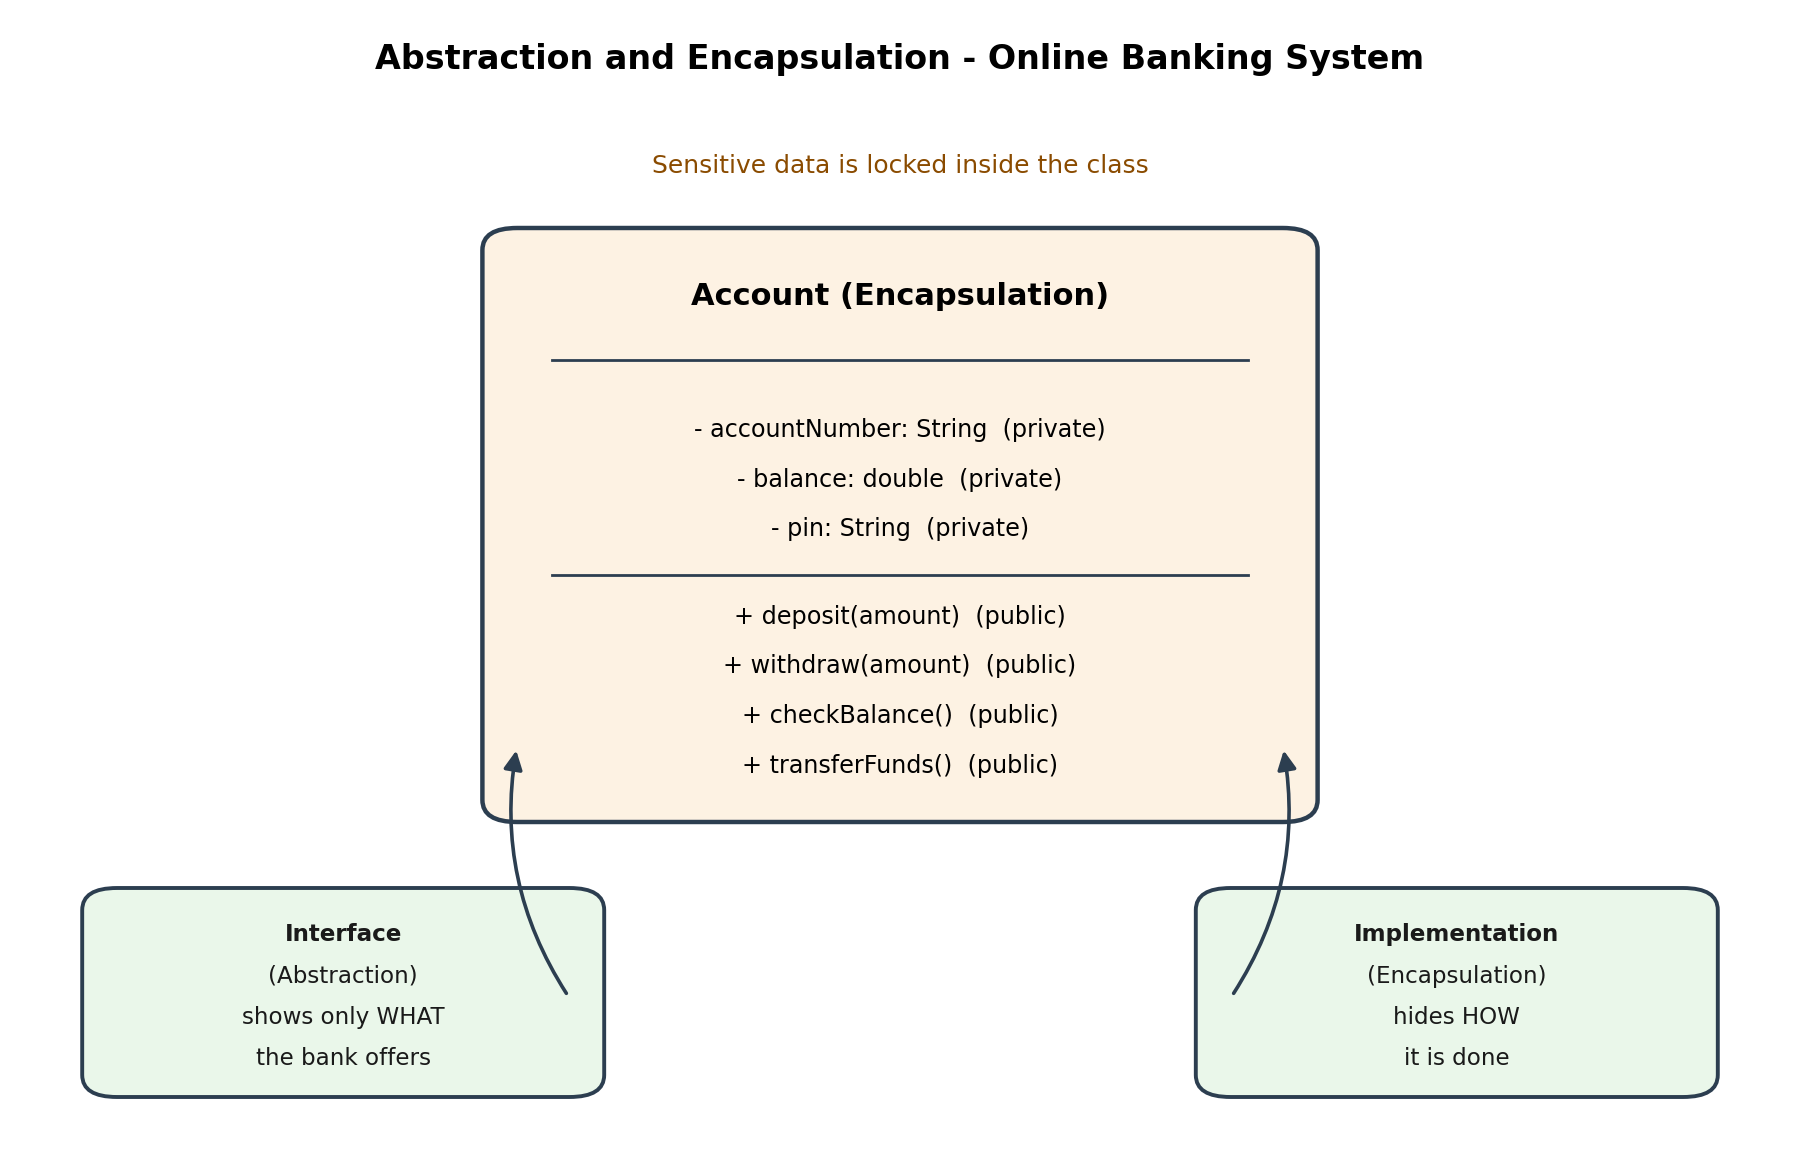 Abstraction and Encapsulation - Online Banking System
Sensitive data is locked inside the class
Account (Encapsulation)
- accountNumber: String  (private)
- balance: double  (private)
- pin: String  (private)
+ deposit(amount)  (public)
+ withdraw(amount)  (public)
+ checkBalance()  (public)
+ transferFunds()  (public)
Interface
(Abstraction)
shows only WHAT
the bank offers
Implementation
(Encapsulation)
hides HOW
it is done